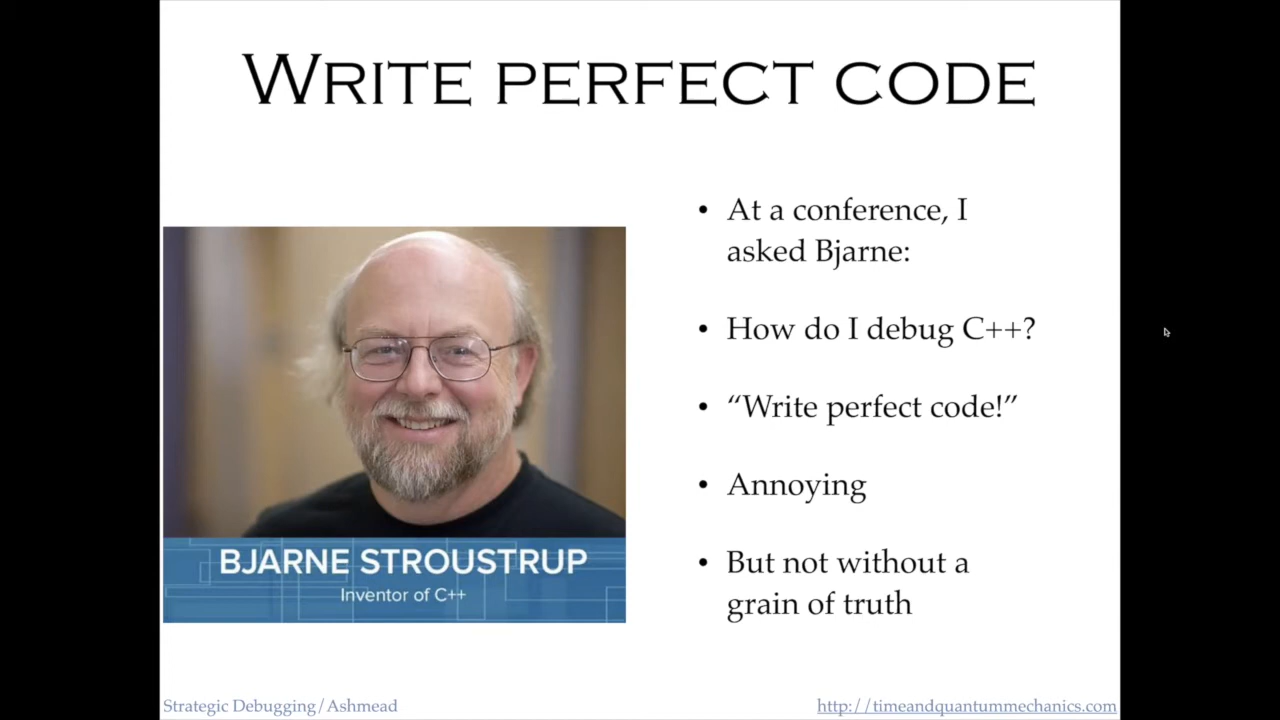 WRITE PERFECT CODE
• At a conference, I
asked Bjarne:
• How do I debug C++?
• “Write perfect code!”
• Annoying
• But not without a
grain of truth
BJARNE STROUSTRUP
Inventor of C++
Strategic Debugging/Ashmead
http://timeandquantummechanics.com